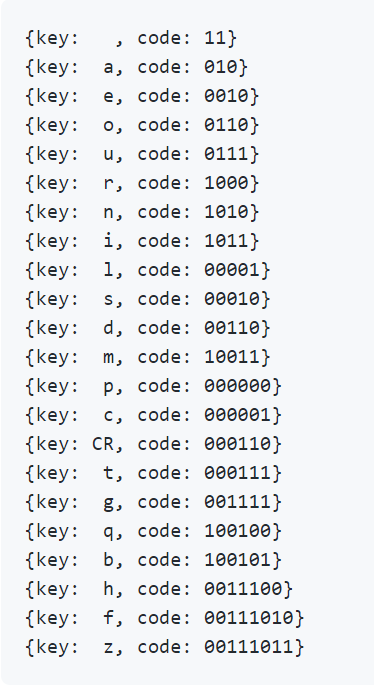 {key:   , code: 11}
{key:  a, code: 010}
{key:  e, code: 0010}
{key:  o, code: 0110}
{key:  u, code: 0111}
{key:  r, code: 1000}
{key:  n, code: 1010}
{key:  i, code: 1011}
{key:  l, code: 00001}
{key:  s, code: 00010}
{key:  d, code: 00110}
{key:  m, code: 10011}
{key:  p, code: 000000}
{key:  c, code: 000001}
{key: CR, code: 000110}
{key:  t, code: 000111}
{key:  g, code: 001111}
{key:  q, code: 100100}
{key:  b, code: 100101}
{key:  h, code: 0011100}
{key:  f, code: 00111010}
{key:  z, code: 00111011}